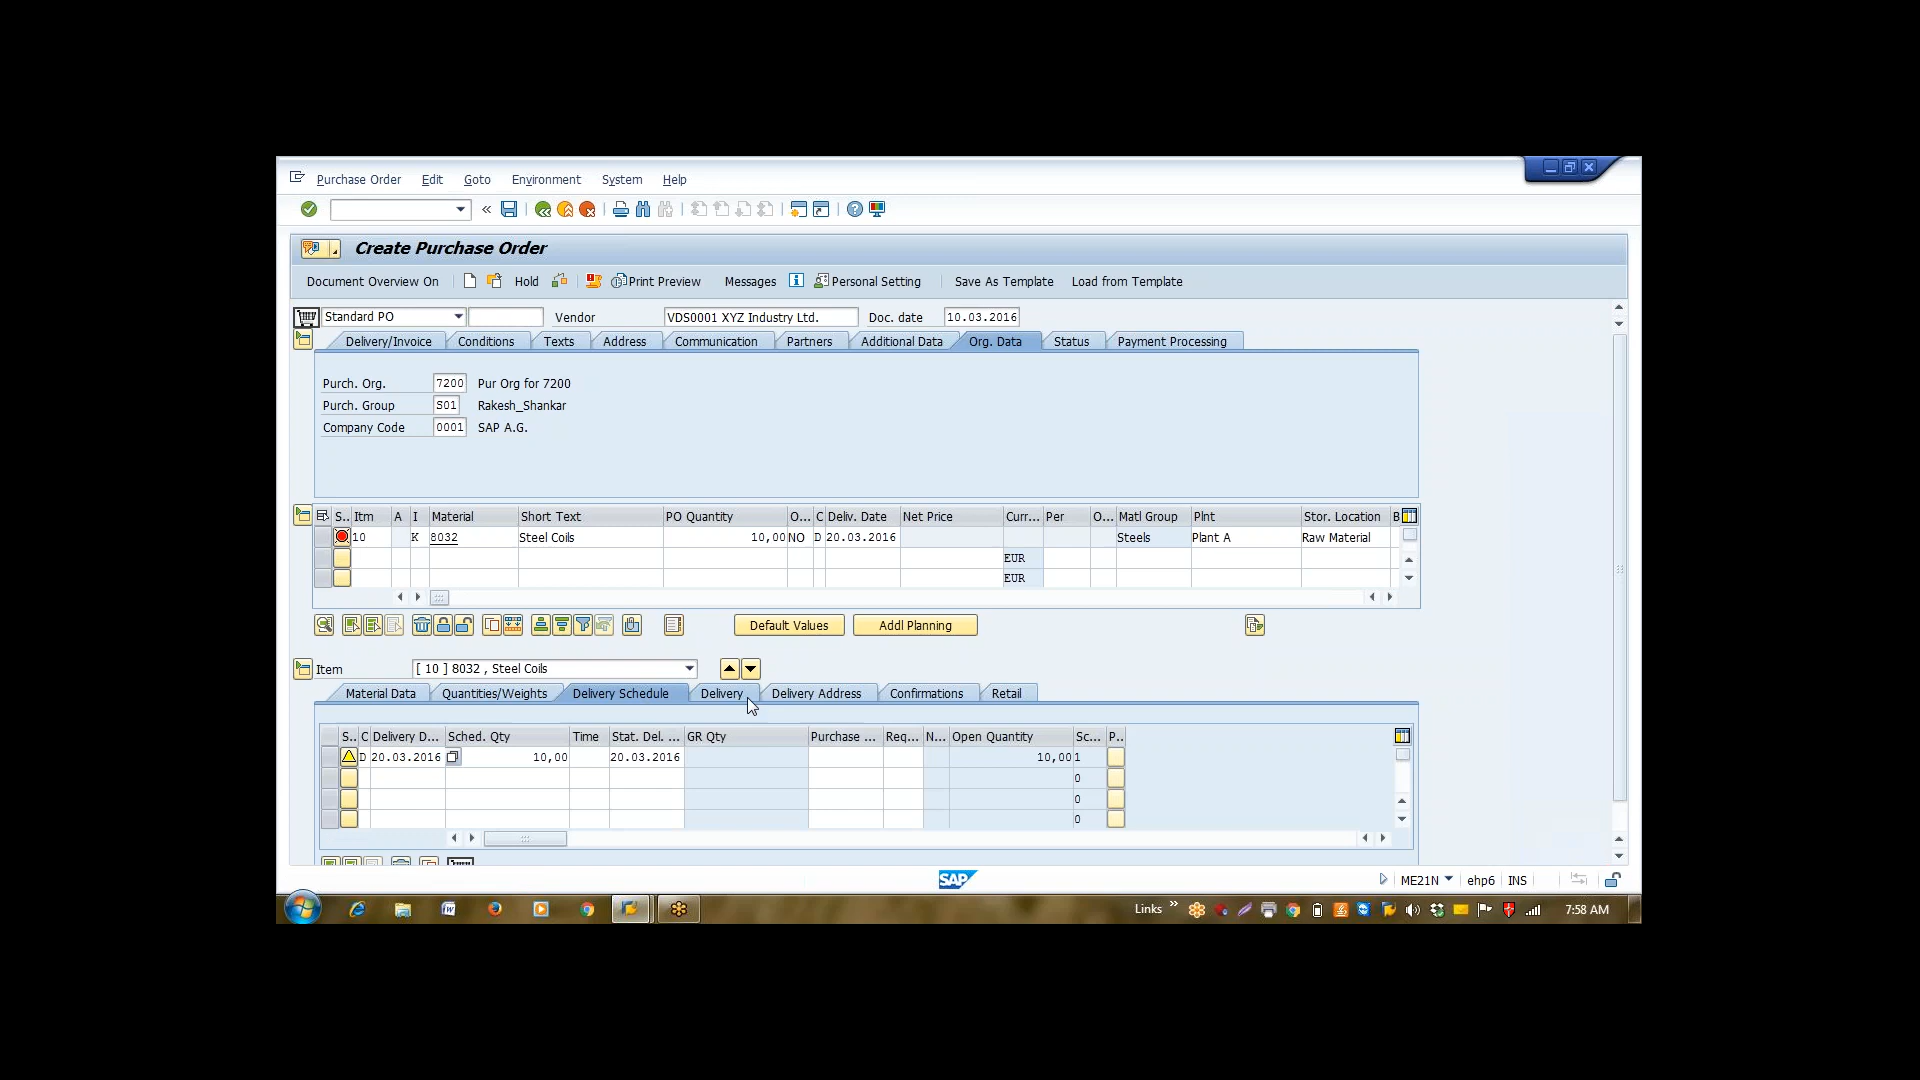 Purchase Order Edit Goto Environment System Help
Create Purchase Order
Document Overview On Hold Print Preview Messages Personal Setting Save As Template Load from Template
Standard PO Vendor VDS0001 XYZ Industry Ltd. Doc. date 10.03.2016
Delivery/Invoice Conditions Texts Address Communication Partners Additional Data Org. Data Status Payment Processing
Purch. Org. 7200 Pur Org for 7200
Purch. Group S01 Rakesh_Shankar
Company Code 0001 SAP A.G.
S.. Itm A I Material Short Text PO Quantity O... C Deliv. Date Net Price Curr... Per O... Matl Group Plnt Stor. Location B
10 K 8032 Steel Coils 10,00 NO D 20.03.2016 Steels Plant A Raw Material
EUR
EUR
Default Values Addl Planning
Item [ 10 ] 8032 , Steel Coils
Material Data Quantities/Weights Delivery Schedule Delivery Delivery Address Confirmations Retail
S.. C Delivery D... Sched. Qty Time Stat. Del. ... GR Qty Purchase ... Req... N... Open Quantity Sc... P..
D 20.03.2016 10,00 20.03.2016 10,00 1
0
0
0
SAP ME21N ehp6 INS
Links » 7:58 AM